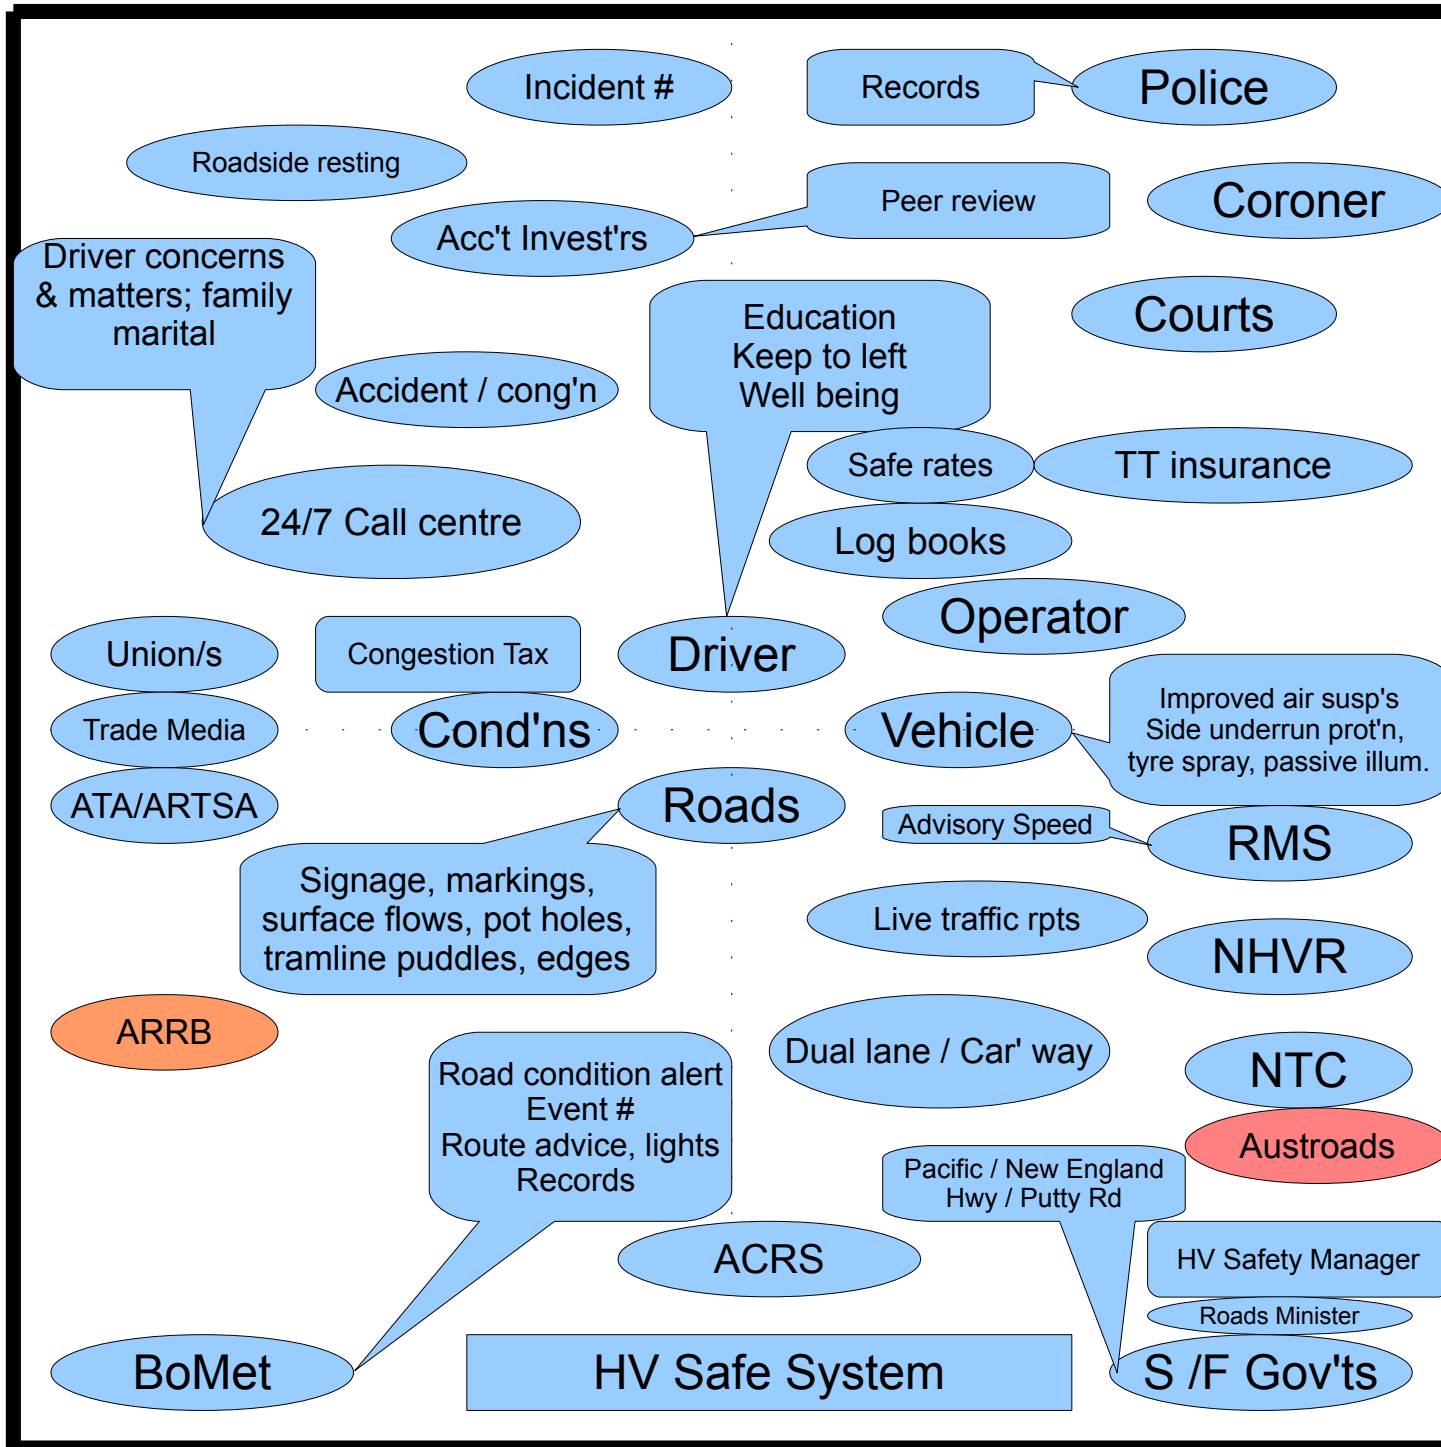 Incident #
Records
Police
Roadside resting
Peer review
Coroner
Acc't Invest'rs
Driver concerns
& matters; family
marital
Education
Keep to left
Well being
Courts
Accident / cong'n
Safe rates
TT insurance
24/7 Call centre
Log books
Operator
Union/s
Congestion Tax
Driver
Trade Media
Cond'ns
Vehicle
Improved air susp's
Side underrun prot'n,
tyre spray, passive illum.
ATA/ARTSA
Roads
Advisory Speed
RMS
Signage, markings,
surface flows, pot holes,
tramline puddles, edges
Live traffic rpts
NHVR
ARRB
Road condition alert
Event #
Route advice, lights
Records
Dual lane / Car' way
NTC
Austroads
Pacific / New England
Hwy / Putty Rd
ACRS
HV Safety Manager
Roads Minister
BoMet
HV Safe System
S /F Gov'ts